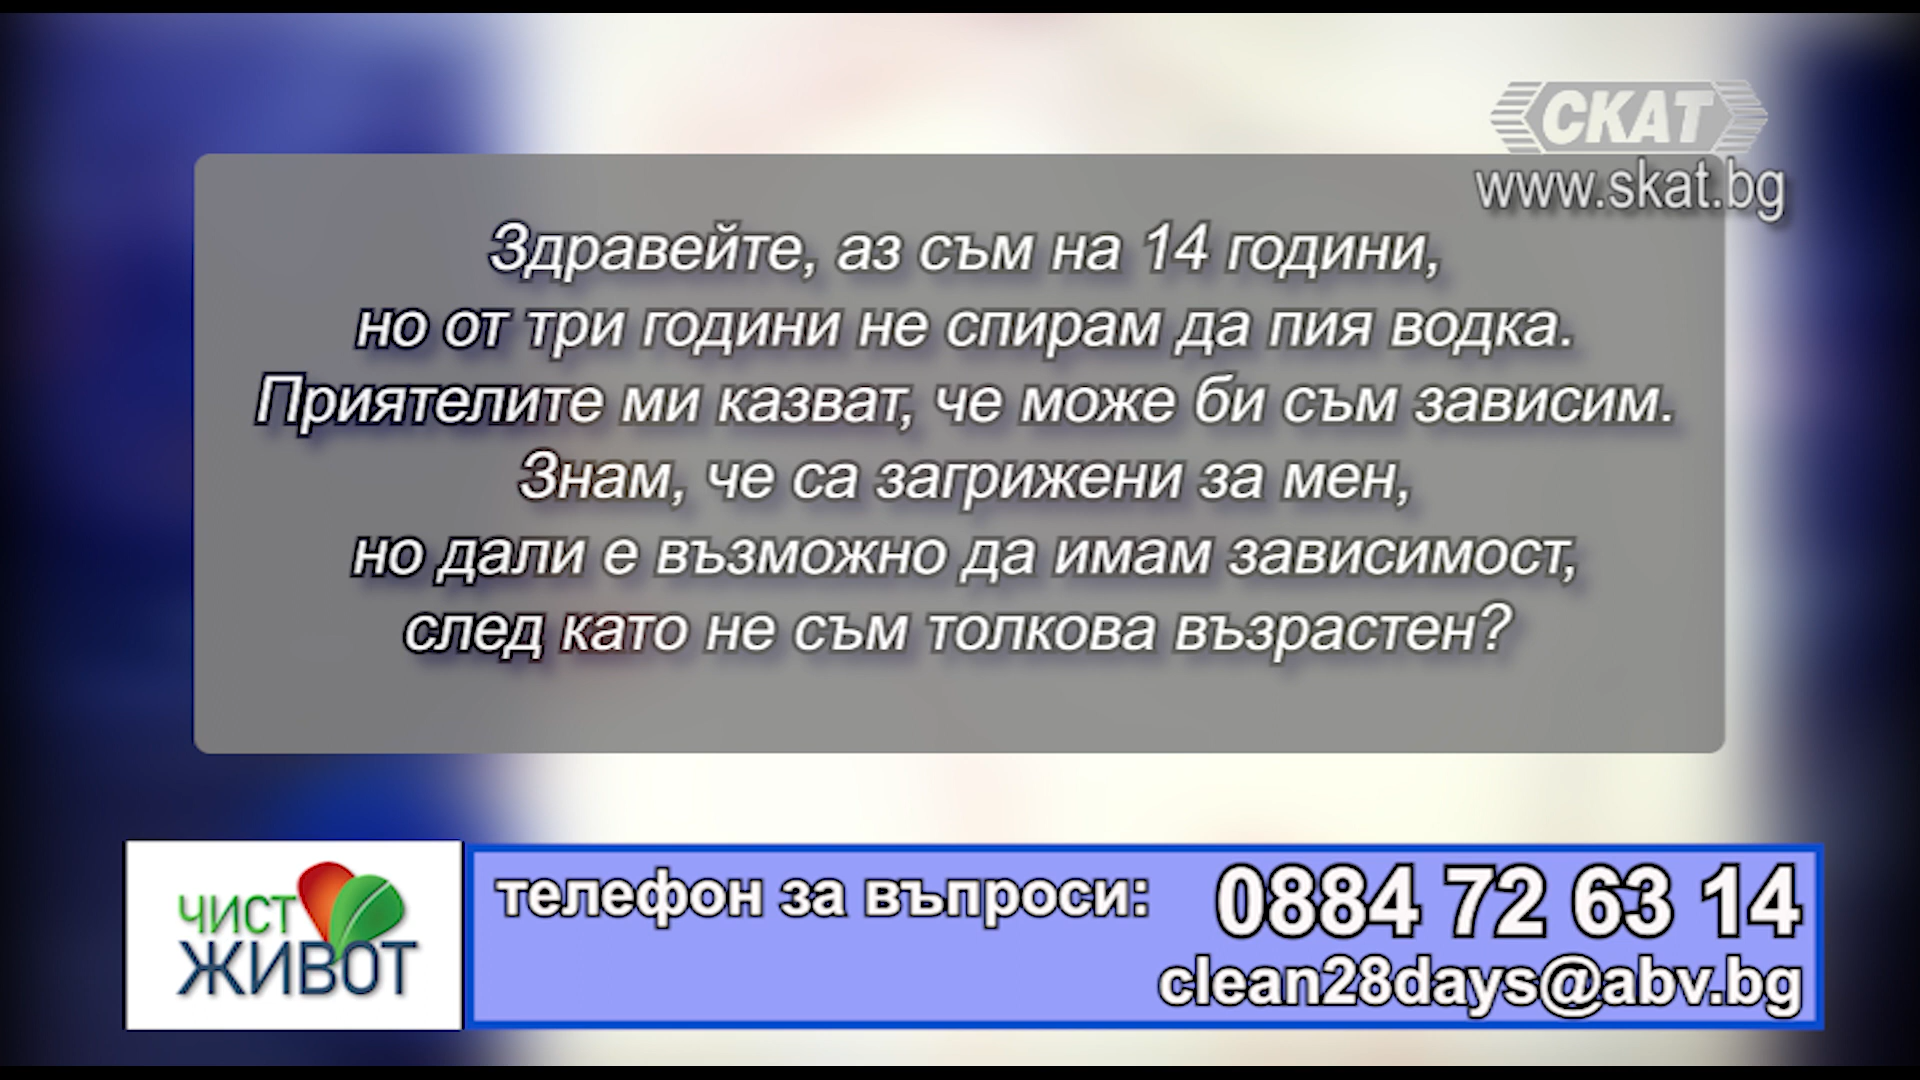 СКАТ
www.skat.bg
Здравейте, аз съм на 14 години,
но от три години не спирам да пия водка.
Приятелите ми казват, че може би съм зависим.
Знам, че са загрижени за мен,
но дали е възможно да имам зависимост,
след като не съм толкова възрастен?
ЧИСТ
ЖИВОТ
телефон за въпроси: 0884 72 63 14
clean28days@abv.bg